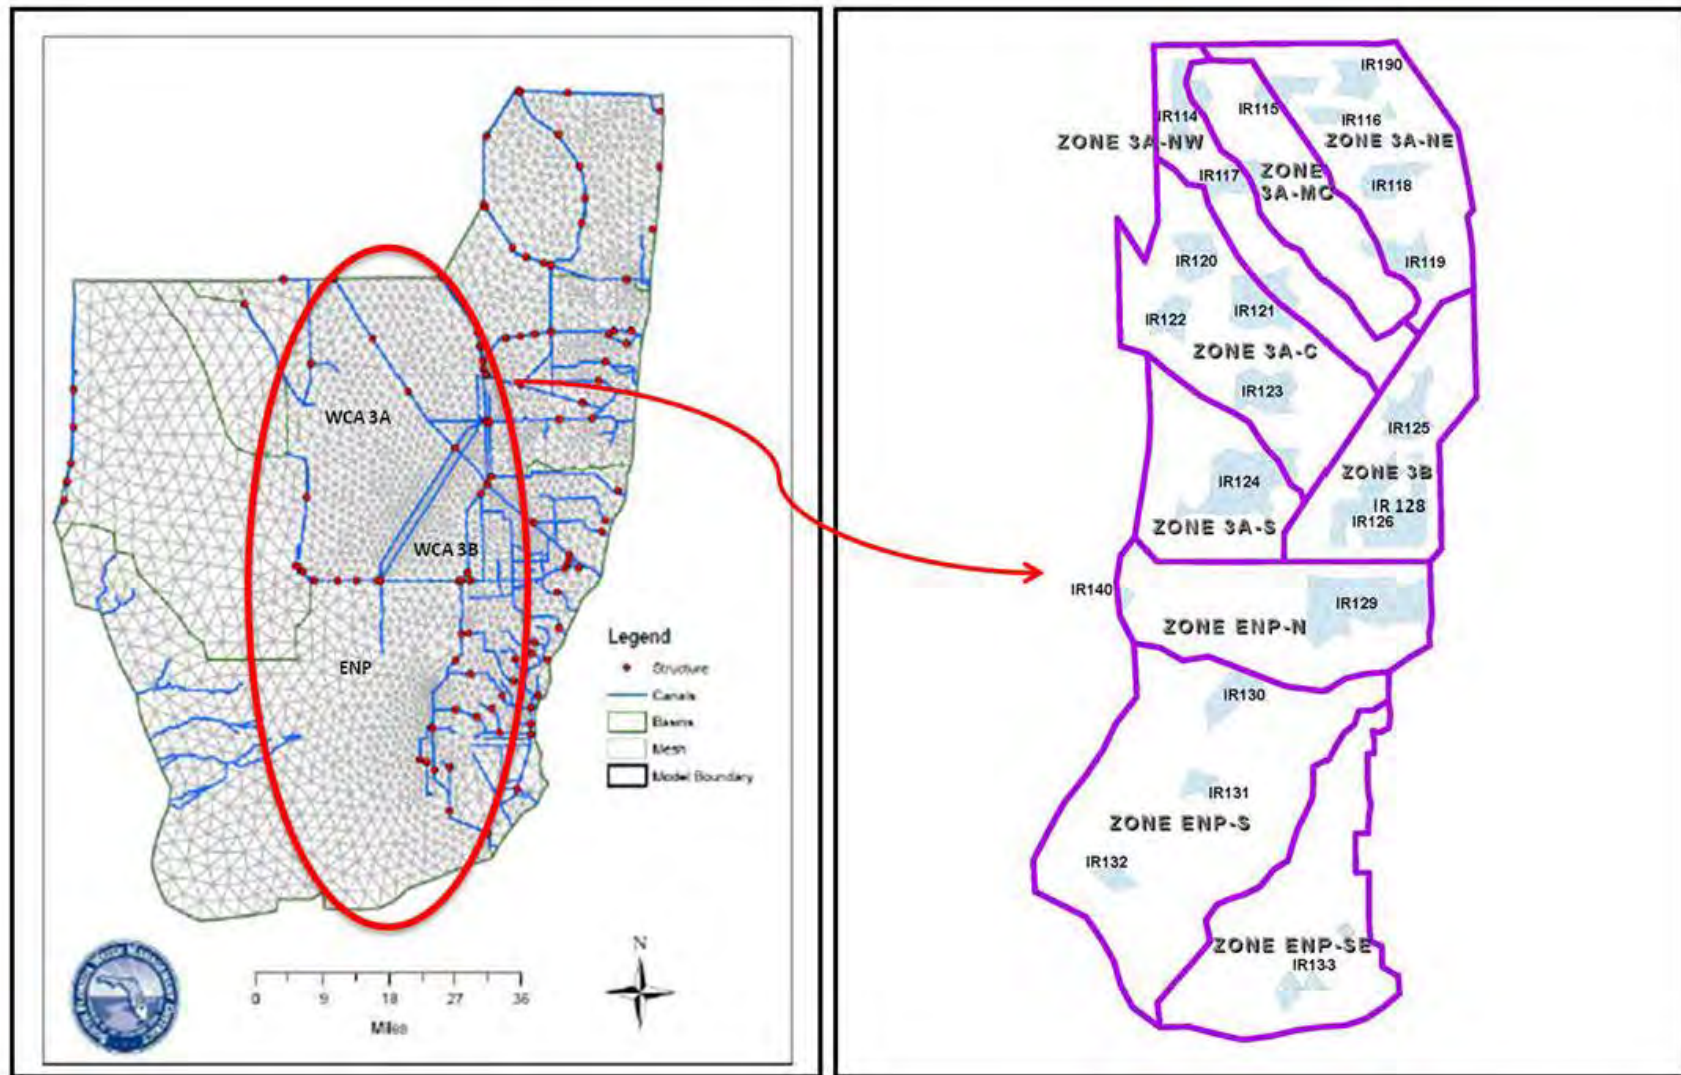 WCA 3A
WCA 3B
ENP
Legend
Structure
Canals
Basins
Mesh
Model Boundary
N
0 9 18 27 36
Miles
IR190
IR115
IR114
IR116
ZONE 3A-NW
ZONE 3A-NE
IR117
ZONE
3A-MC
IR118
IR120
IR119
IR121
IR122
ZONE 3A-C
IR123
IR125
ZONE 3B
IR124
IR 128
IR126
ZONE 3A-S
IR140
IR129
ZONE ENP-N
IR130
IR131
ZONE ENP-S
IR132
ZONE ENP-SE
IR133